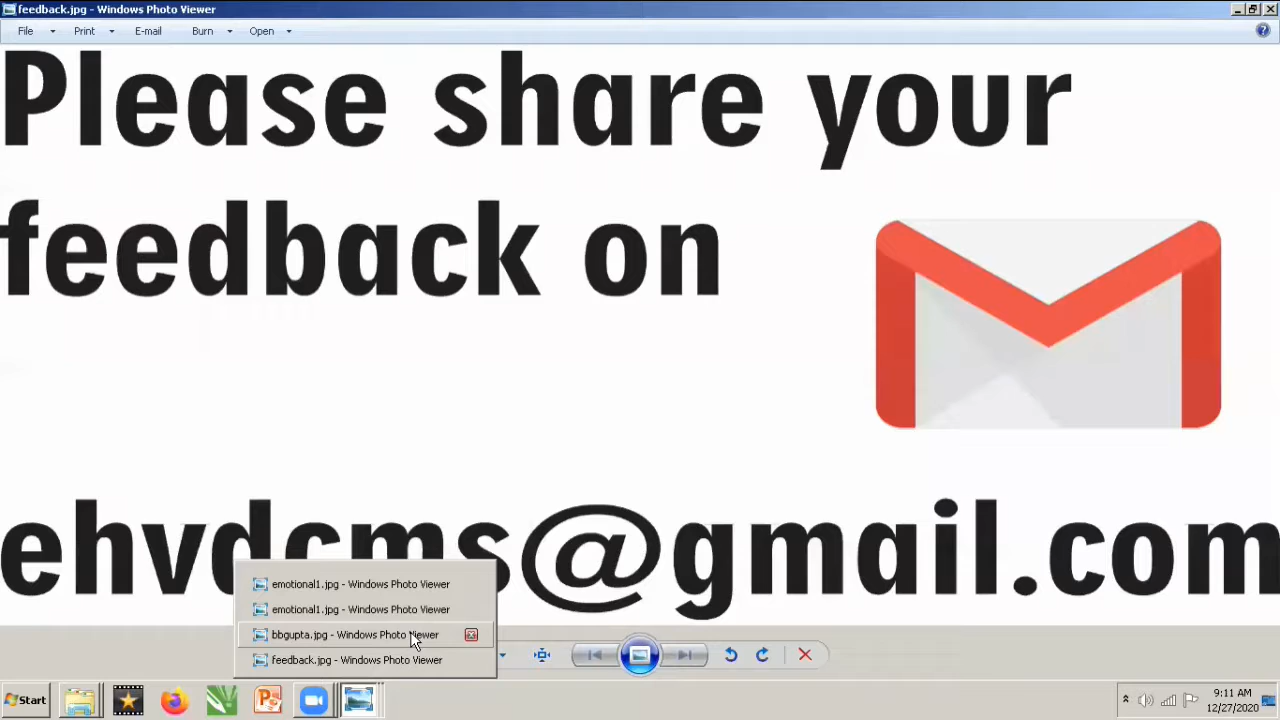 feedback.jpg - Windows Photo Viewer
File Print E-mail Burn Open
Please share your
feedback on
ehvdcms@gmail.com
emotional1.jpg - Windows Photo Viewer
emotional1.jpg - Windows Photo Viewer
bbgupta.jpg - Windows Photo Viewer
feedback.jpg - Windows Photo Viewer
Start
9:11 AM
12/27/2020